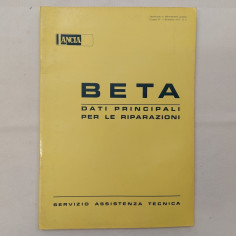 LANCIA
BETA
DATI PRINCIPALI
PER LE RIPARAZIONI
SERVIZIO ASSISTENZA TECNICA